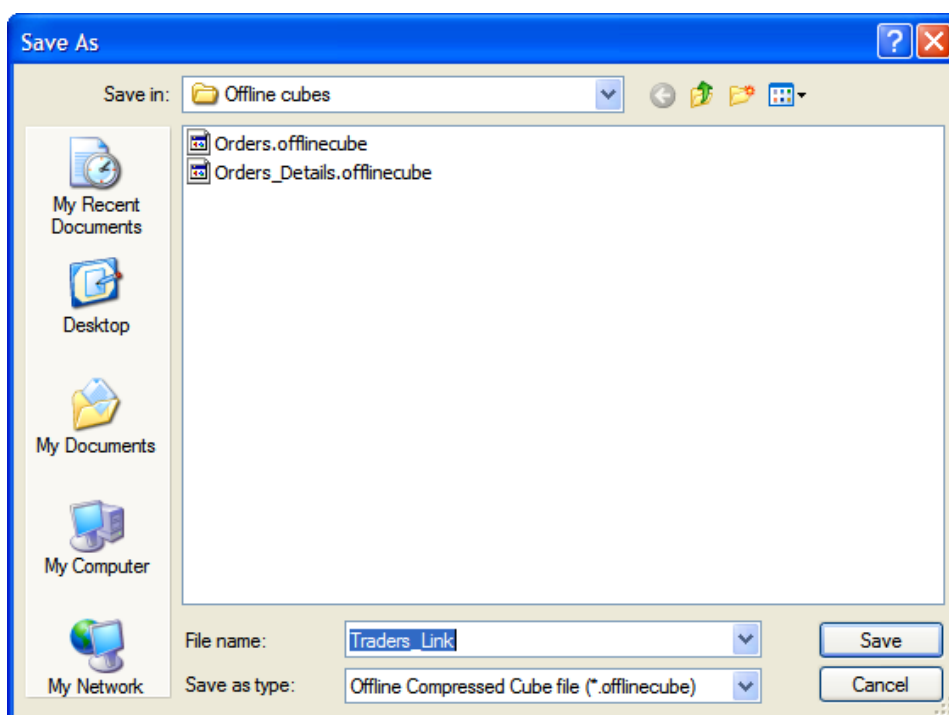 Save As
Save in:
Offline cubes
Orders.offlinecube
Orders_Details.offlinecube
My Recent
Documents
Desktop
My Documents
My Computer
My Network
File name:
Traders_Link
Save
Save as type:
Offline Compressed Cube file (*.offlinecube)
Cancel